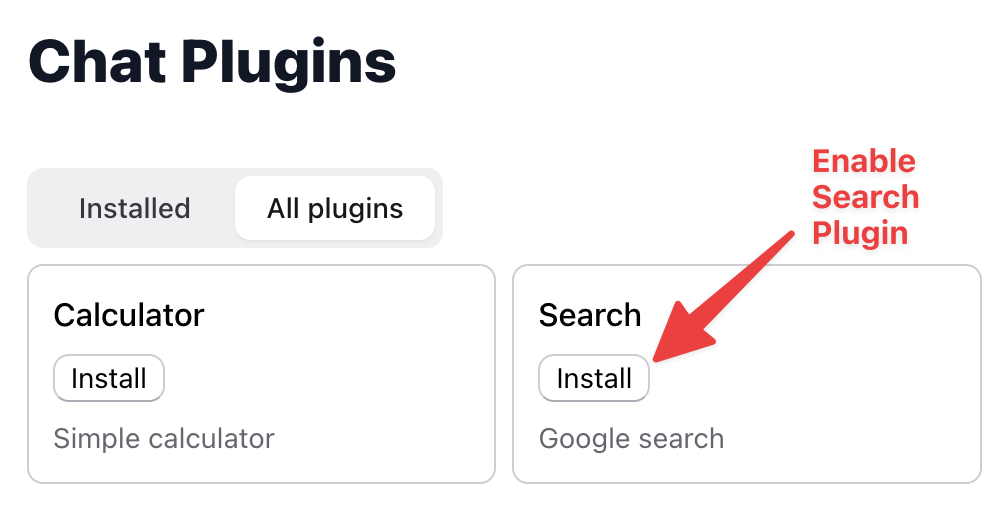 Chat Plugins
Installed
All plugins
Enable
Search
Plugin
Calculator
Install
Simple calculator
Search
Install
Google search